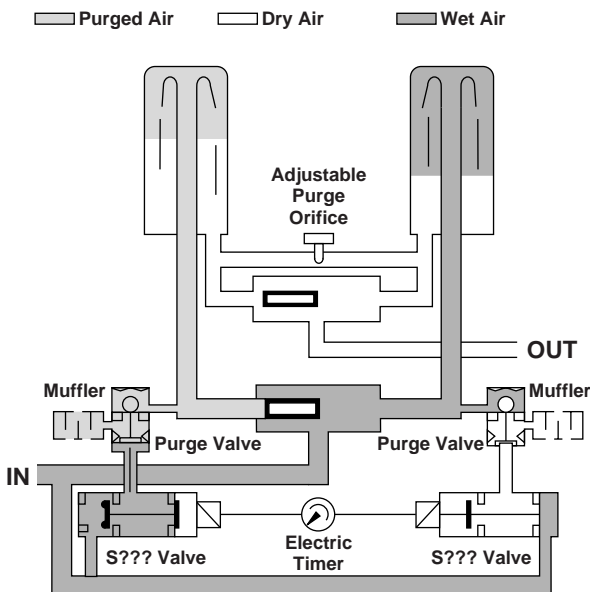 Purged Air
Dry Air
Wet Air
Adjustable
Purge
Orifice
OUT
Muffler
Muffler
Purge Valve
Purge Valve
IN
Electric
Timer
S??? Valve
S??? Valve